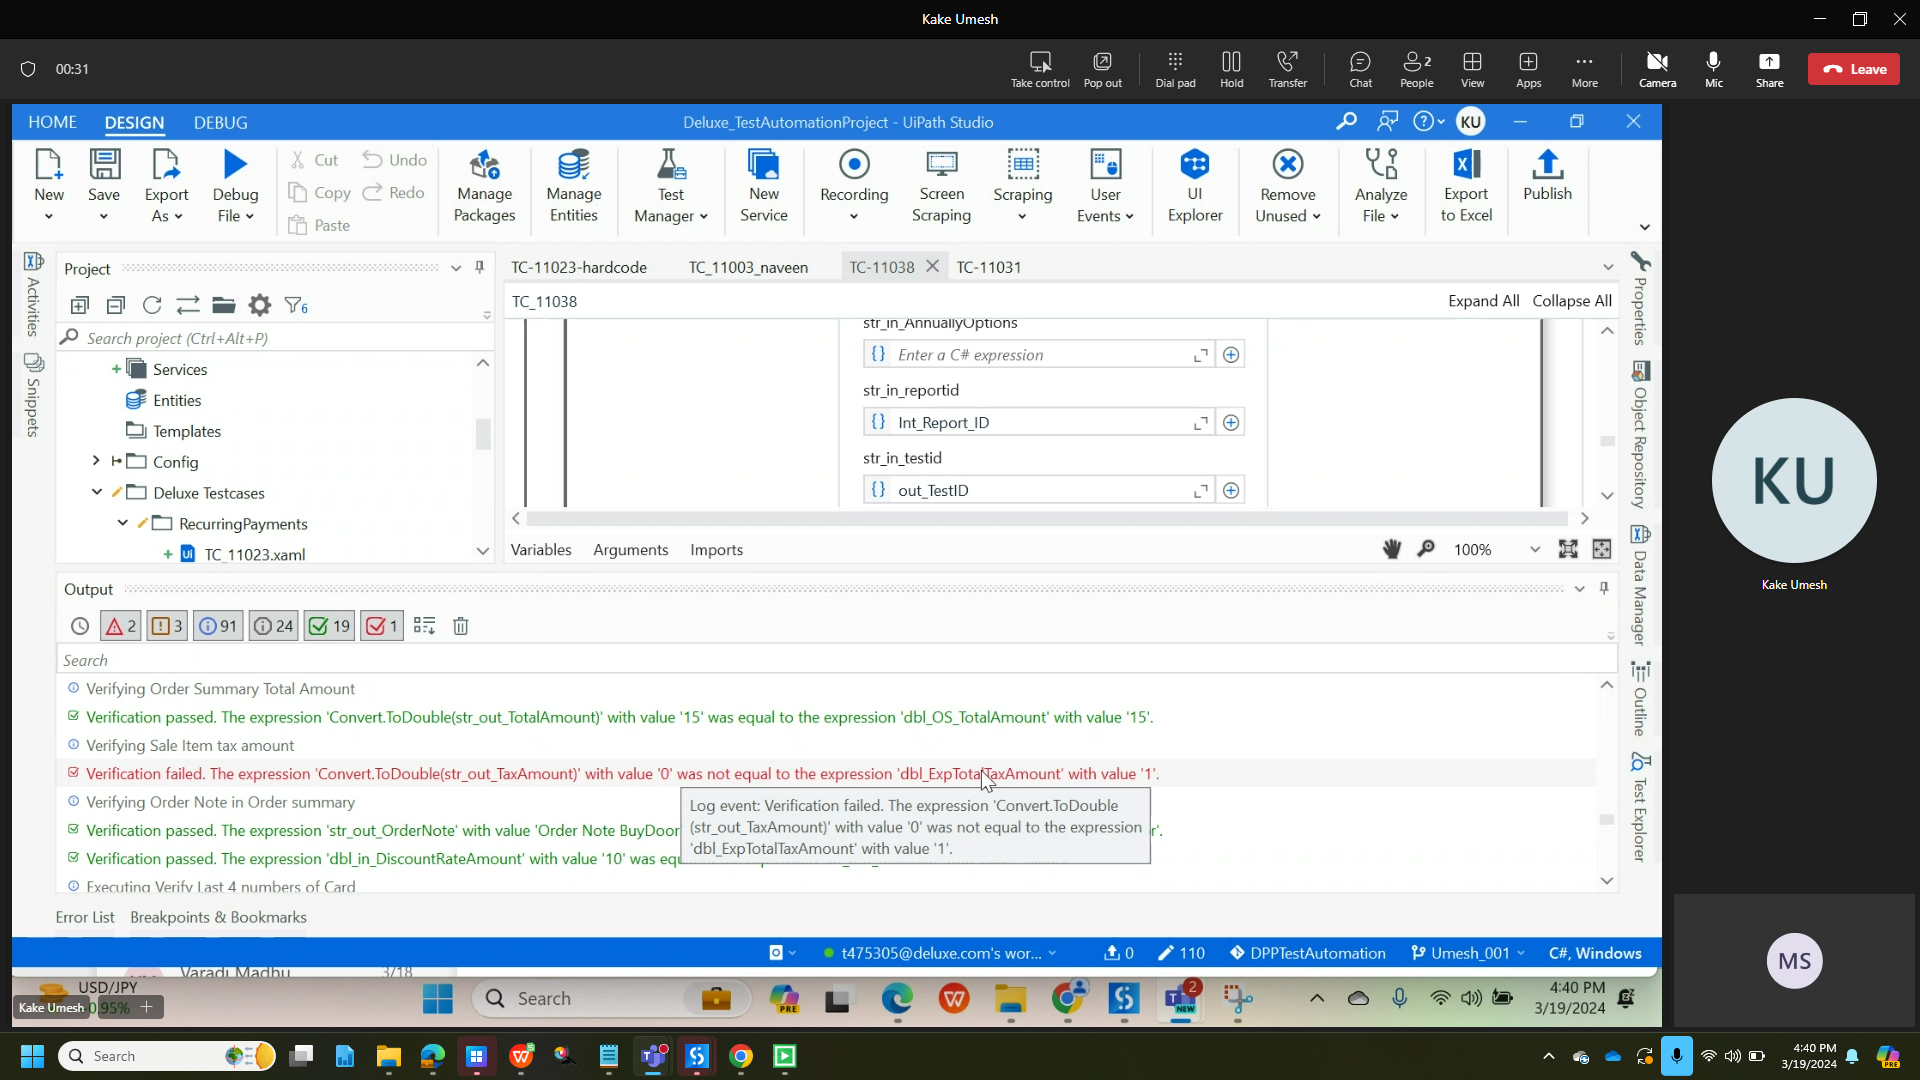 Kake Umesh
00:31
Take control
Pop out
Dial pad
Hold
Transfer
Chat
2
People
View
Apps
More
Camera
Mic
Share
Leave
HOME DESIGN DEBUG
Deluxe_TestAutomationProject - UiPath Studio
KU
New
Save
Export As
Debug File
Cut
Undo
Copy
Redo
Paste
Manage Packages
Manage Entities
Test Manager
New Service
Recording
Screen Scraping
Scraping
User Events
UI Explorer
Remove Unused
Analyze File
Export to Excel
Publish
Activities
Snippets
Project
6
Search project (Ctrl+Alt+P)
Services
Entities
Templates
Config
Deluxe Testcases
RecurringPayments
TC_11023.xaml
TC-11023-hardcode
TC_11003_naveen
TC-11038
TC-11031
TC_11038
Expand All Collapse All
str_in_AnnuallyOptions
Enter a C# expression
str_in_reportid
Int_Report_ID
str_in_testid
out_TestID
Variables Arguments Imports
100%
Properties
Object Repository
Data Manager
Outline
Test Explorer
Output
2
3
91
24
19
1
Search
Verifying Order Summary Total Amount
Verification passed. The expression 'Convert.ToDouble(str_out_TotalAmount)' with value '15' was equal to the expression 'dbl_OS_TotalAmount' with value '15'.
Verifying Sale Item tax amount
Verification failed. The expression 'Convert.ToDouble(str_out_TaxAmount)' with value '0' was not equal to the expression 'dbl_ExpTotalTaxAmount' with value '1'.
Verifying Order Note in Order summary
Verification passed. The expression 'str_out_OrderNote' with value 'Order Note BuyDoor
Verification passed. The expression 'dbl_in_DiscountRateAmount' with value '10' was
Executing Verify Last 4 numbers of Card
Log event: Verification failed. The expression 'Convert.ToDouble
(str_out_TaxAmount)' with value '0' was not equal to the expression
'dbl_ExpTotalTaxAmount' with value '1'.
Error List Breakpoints & Bookmarks
t475305@deluxe.com's wor...
0
110
DPPTestAutomation
Umesh_001
C#, Windows
Varadi Madhu
3/18
USD/JPY
0.95%
Kake Umesh
Search
PRE
NEW
2
4:40 PM
3/19/2024
KU
Kake Umesh
MS
Search
4:40 PM
3/19/2024
PRE